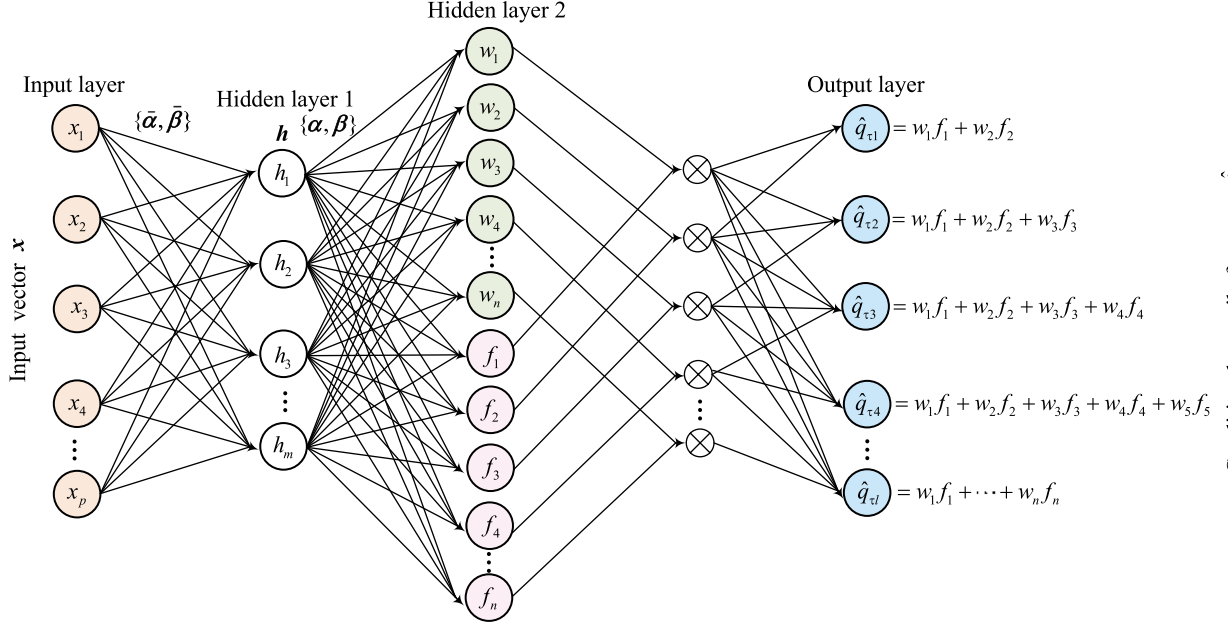 Hidden layer 2
Input layer
Hidden layer 1
Output layer
{ᾱ, β̄}
h {α, β}
Input vector x
x₁
x₂
x₃
x₄
⋮
xₚ
h₁
h₂
h₃
⋮
hₘ
w₁
w₂
w₃
w₄
⋮
wₙ
f₁
f₂
f₃
f₄
⋮
fₙ
⊗
⊗
⊗
⊗
⋮
⊗
q̂τ1 = w₁f₁ + w₂f₂
q̂τ2 = w₁f₁ + w₂f₂ + w₃f₃
q̂τ3 = w₁f₁ + w₂f₂ + w₃f₃ + w₄f₄
q̂τ4 = w₁f₁ + w₂f₂ + w₃f₃ + w₄f₄ + w₅f₅
⋮
q̂τl = w₁f₁ + ⋯ + wₙfₙ